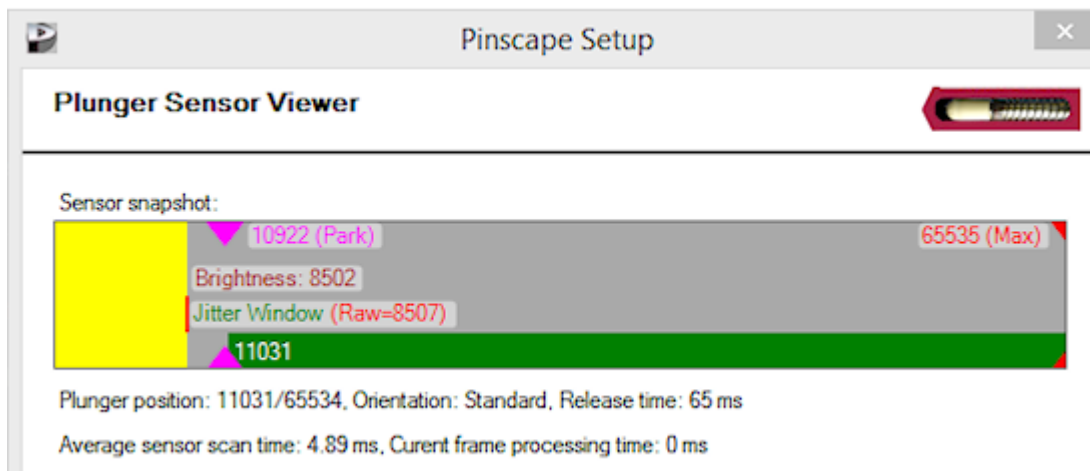 Pinscape Setup
×
Plunger Sensor Viewer
Sensor snapshot:
10922 (Park)
65535 (Max)
Brightness: 8502
Jitter Window (Raw=8507)
11031
Plunger position: 11031/65534, Orientation: Standard, Release time: 65 ms
Average sensor scan time: 4.89 ms, Curent frame processing time: 0 ms